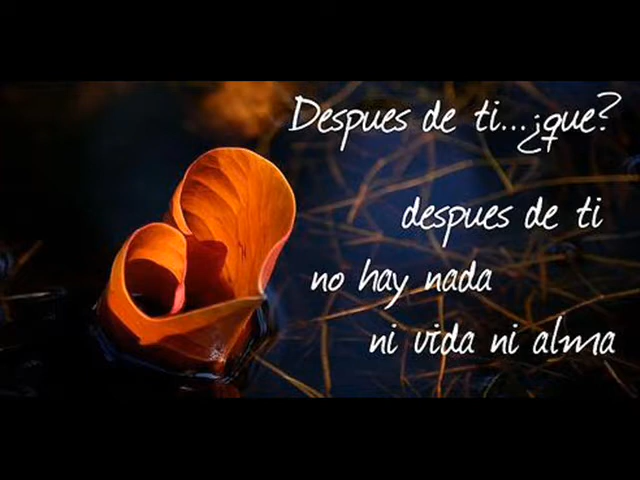 Despues de ti...¿que?
despues de ti
no hay nada
ni vida ni alma